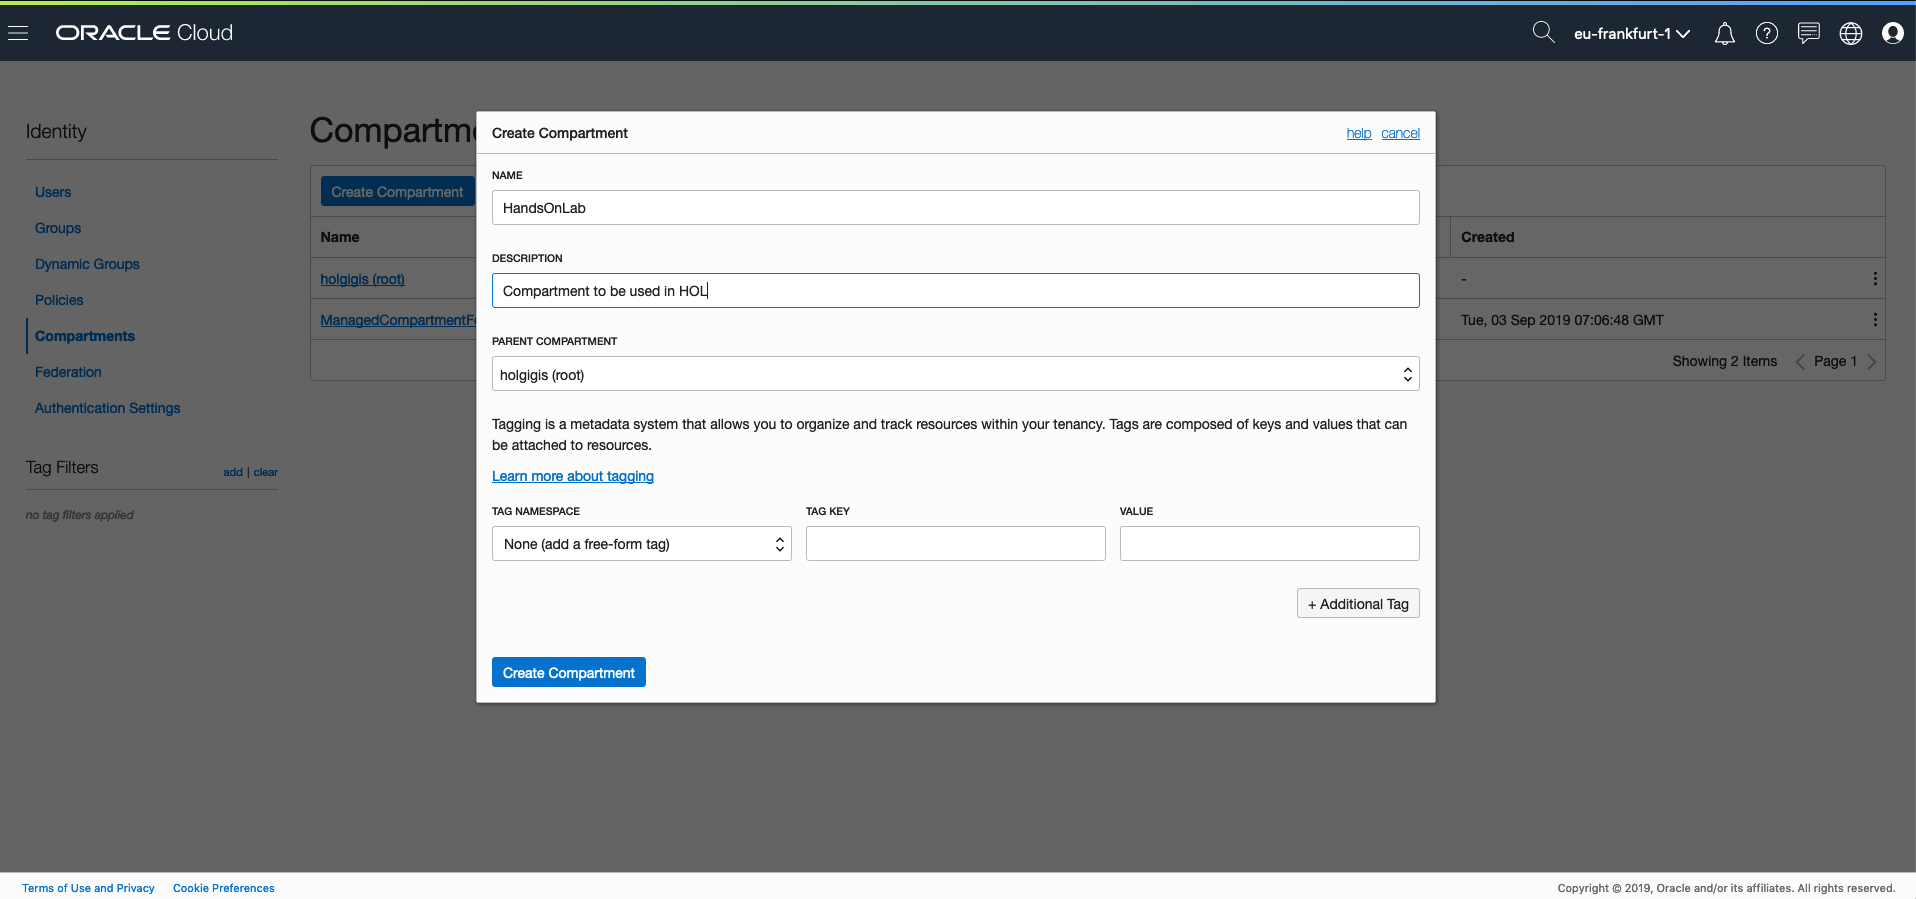 ORACLE Cloud
eu-frankfurt-1
Identity
Users
Groups
Dynamic Groups
Policies
Compartments
Federation
Authentication Settings
Tag Filters
add | clear
no tag filters applied
Create Compartment
Name
holgigis (root)
Created
-
Tue, 03 Sep 2019 07:06:48 GMT
Showing 2 Items
Page 1
Create Compartment
help cancel
NAME
HandsOnLab
DESCRIPTION
Compartment to be used in HOL
PARENT COMPARTMENT
holgigis (root)
Tagging is a metadata system that allows you to organize and track resources within your tenancy. Tags are composed of keys and values that can
be attached to resources.
Learn more about tagging
TAG NAMESPACE
None (add a free-form tag)
TAG KEY
VALUE
+ Additional Tag
Create Compartment
Terms of Use and Privacy
Cookie Preferences
Copyright © 2019, Oracle and/or its affiliates. All rights reserved.